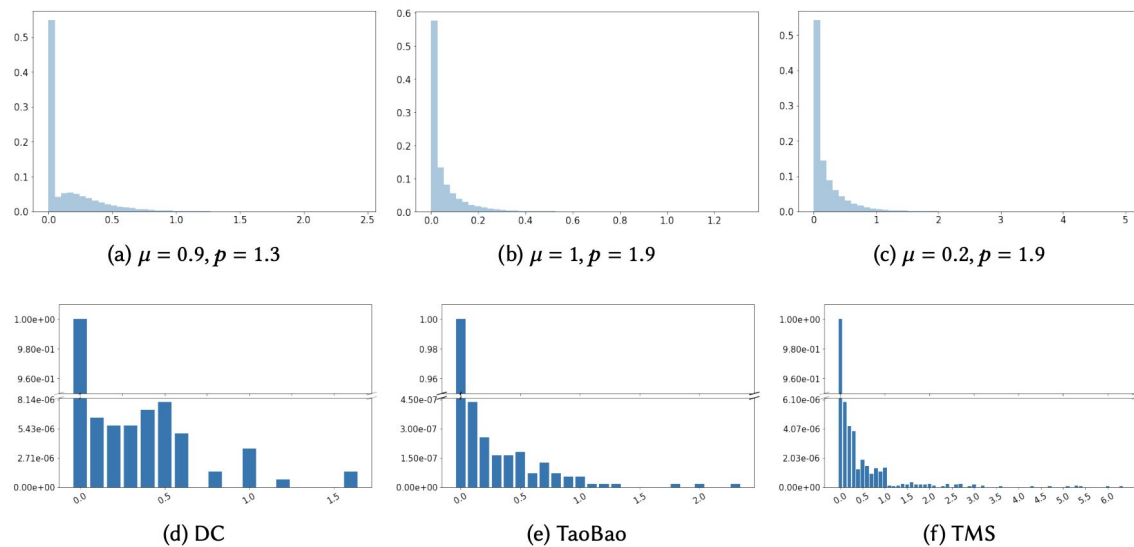 0.5
0.4
0.3
0.2
0.1
0.0
0.0 0.5 1.0 1.5 2.0 2.5
(a) μ = 0.9, p = 1.3
0.6
0.5
0.4
0.3
0.2
0.1
0.0
0.0 0.2 0.4 0.6 0.8 1.0 1.2
(b) μ = 1, p = 1.9
0.5
0.4
0.3
0.2
0.1
0.0
0 1 2 3 4 5
(c) μ = 0.2, p = 1.9
1.00e+00
9.80e-01
9.60e-01
8.14e-06
5.43e-06
2.71e-06
0.00e+00
0.0 0.5 1.0 1.5
(d) DC
1.00
0.98
0.96
4.50e-07
3.00e-07
1.50e-07
0.00e+00
0.0 0.5 1.0 1.5 2.0
(e) TaoBao
1.00e+00
9.80e-01
9.60e-01
6.10e-06
4.07e-06
2.03e-06
0.00e+00
0.0 0.5 1.0 1.5 2.0 2.5 3.0 3.5 4.0 4.5 5.0 5.5 6.0
(f) TMS